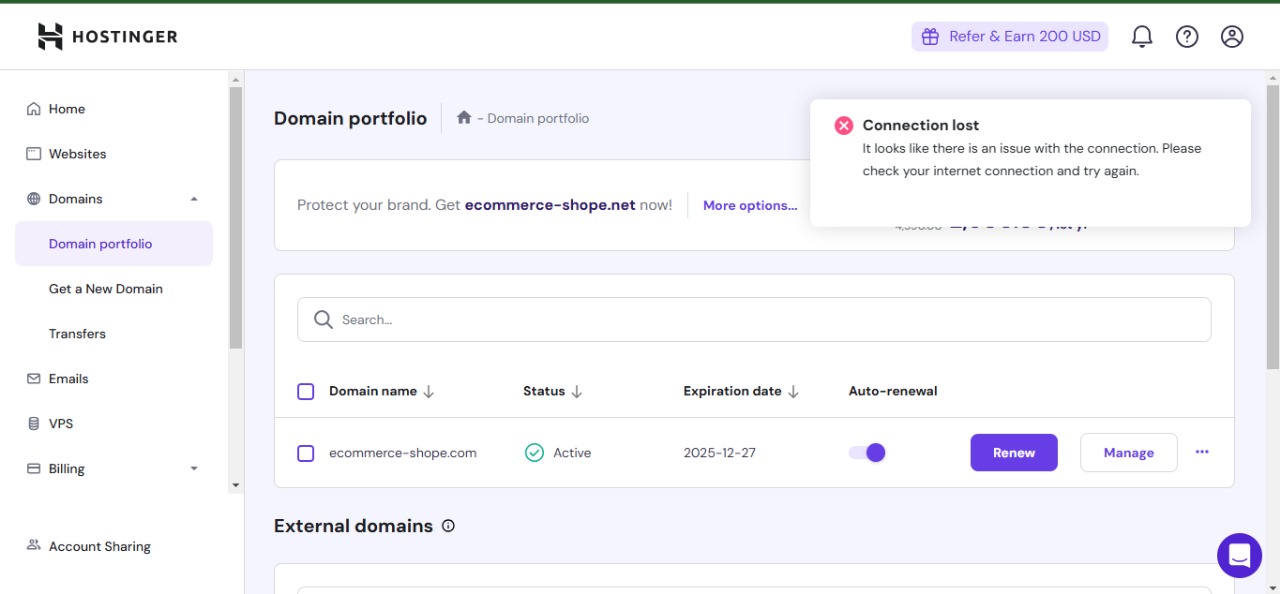 HOSTINGER
Refer & Earn 200 USD
Home
Websites
Domains
Domain portfolio
Get a New Domain
Transfers
Emails
VPS
Billing
Account Sharing
Domain portfolio
- Domain portfolio
Connection lost
It looks like there is an issue with the connection. Please
check your internet connection and try again.
Protect your brand. Get ecommerce-shope.net now!
More options...
Search...
Domain name
Status
Expiration date
Auto-renewal
ecommerce-shope.com
Active
2025-12-27
Renew
Manage
External domains